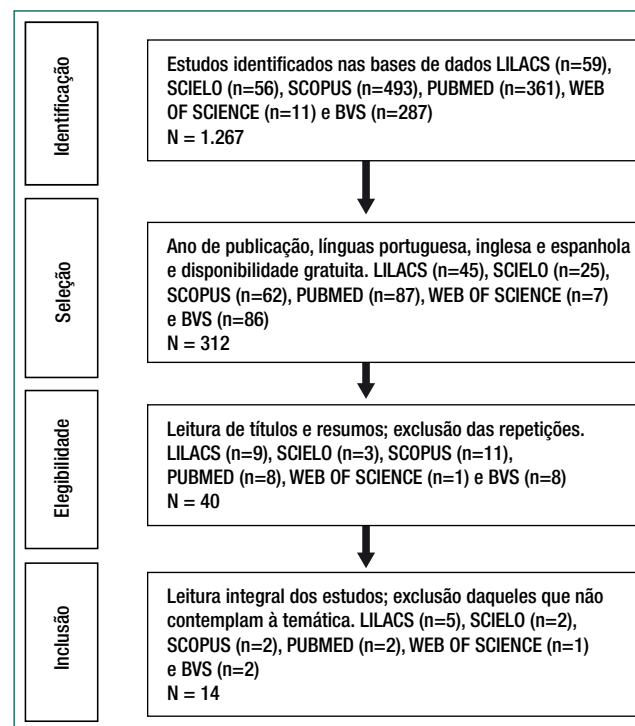 Identificação
Estudos identificados nas bases de dados LILACS (n=59),
SCIELO (n=56), SCOPUS (n=493), PUBMED (n=361), WEB
OF SCIENCE (n=11) e BVS (n=287)
N = 1.267
Seleção
Ano de publicação, línguas portuguesa, inglesa e espanhola
e disponibilidade gratuita. LILACS (n=45), SCIELO (n=25),
SCOPUS (n=62), PUBMED (n=87), WEB OF SCIENCE (n=7)
e BVS (n=86)
N = 312
Elegibilidade
Leitura de títulos e resumos; exclusão das repetições.
LILACS (n=9), SCIELO (n=3), SCOPUS (n=11),
PUBMED (n=8), WEB OF SCIENCE (n=1) e BVS (n=8)
N = 40
Inclusão
Leitura integral dos estudos; exclusão daqueles que não
contemplam à temática. LILACS (n=5), SCIELO (n=2),
SCOPUS (n=2), PUBMED (n=2), WEB OF SCIENCE (n=1)
e BVS (n=2)
N = 14